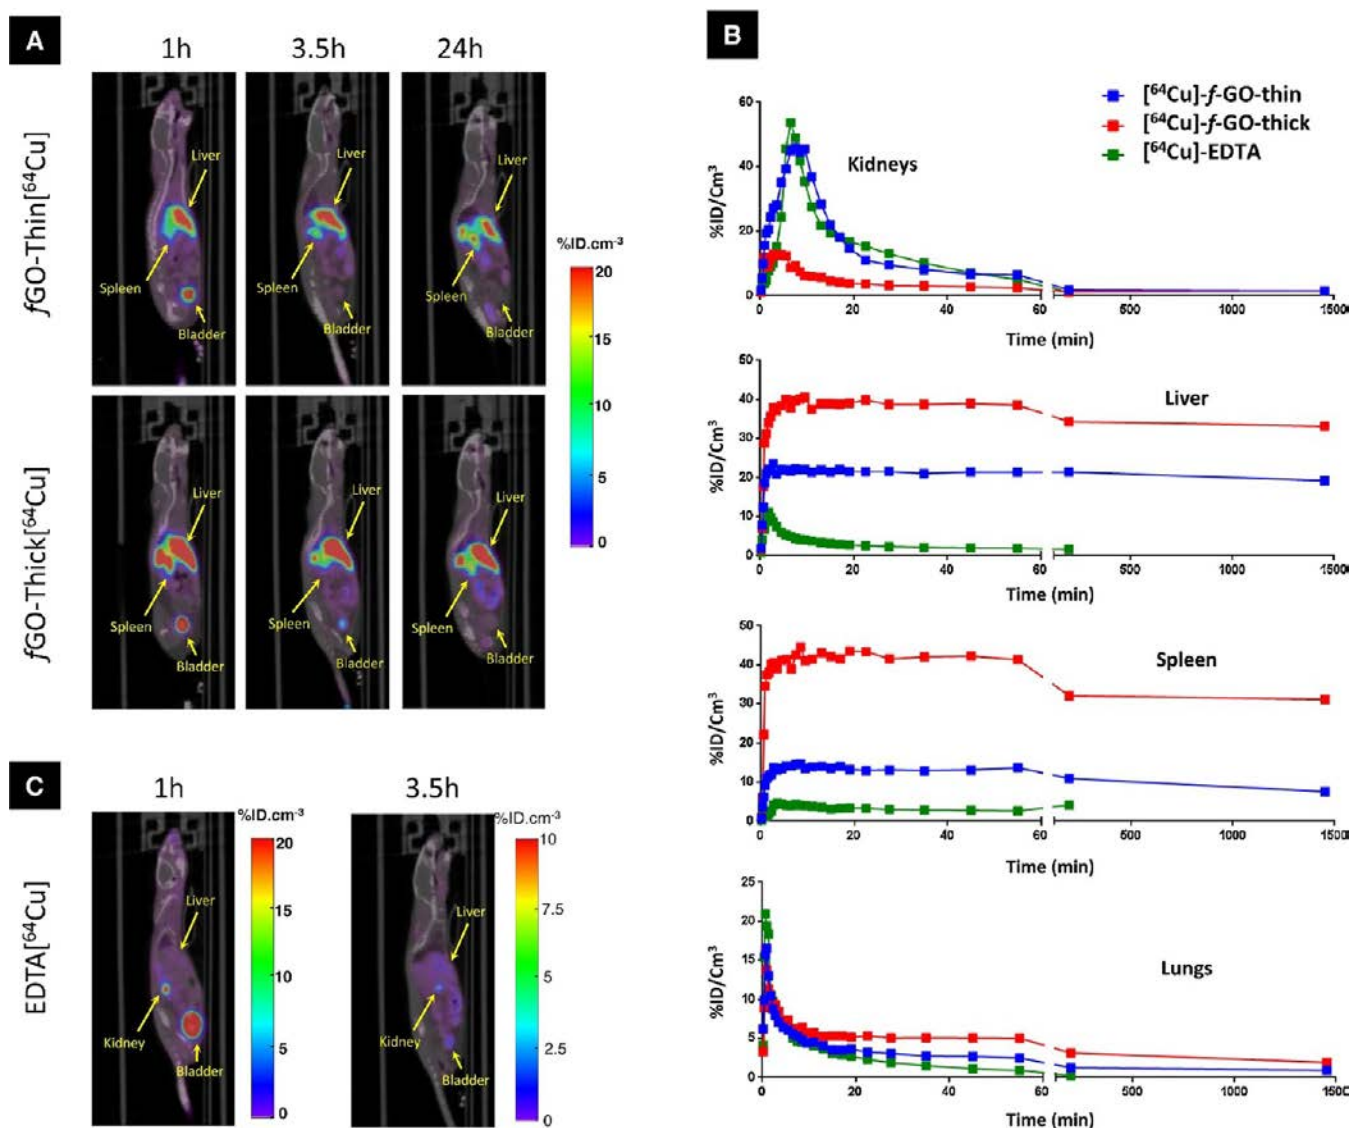 A
1h 3.5h 24h
fGO-Thin[⁶⁴Cu]
Liver
Spleen
Bladder
Liver
Spleen
Bladder
Liver
Spleen
Bladder
%ID.cm⁻³
20
15
10
5
0
fGO-Thick[⁶⁴Cu]
Liver
Spleen
Bladder
Liver
Spleen
Bladder
Liver
Spleen
Bladder
B
[⁶⁴Cu]-f-GO-thin
[⁶⁴Cu]-f-GO-thick
[⁶⁴Cu]-EDTA
Kidneys
%ID/Cm³
60
40
20
0
0 20 40 60 500 1000 1500
Time (min)
Liver
%ID/Cm³
50
40
30
20
10
0
0 20 40 60 500 1000 1500
Time (min)
Spleen
%ID/Cm³
50
40
30
20
10
0
0 20 40 60 500 1000 1500
Time (min)
Lungs
%ID/Cm³
25
20
15
10
5
0
0 20 40 60 500 1000 1500
Time (min)
C
1h 3.5h
EDTA[⁶⁴Cu]
Liver
Kidney
Bladder
%ID.cm⁻³
20
15
10
5
0
Liver
Kidney
Bladder
%ID.cm⁻³
10
7.5
5
2.5
0